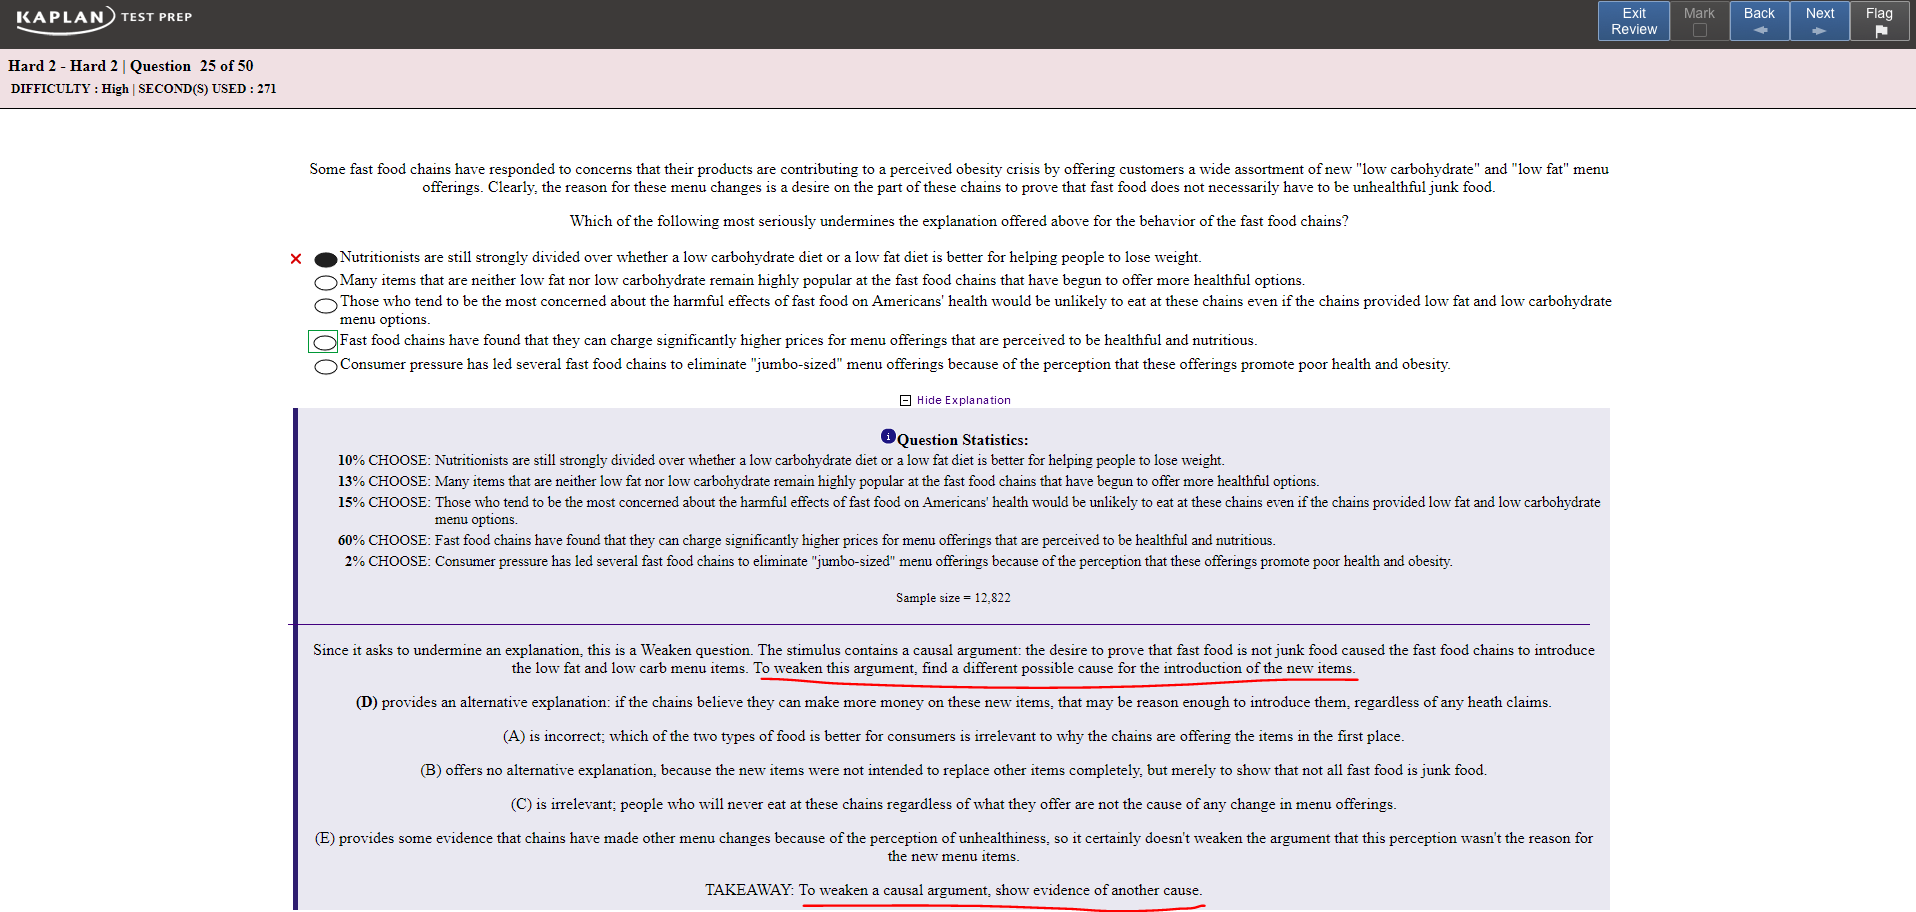 KAPLAN TEST PREP
Exit Review
Mark
Back
Next
Flag
Hard 2 - Hard 2 | Question 25 of 50
DIFFICULTY : High | SECOND(S) USED : 271
Some fast food chains have responded to concerns that their products are contributing to a perceived obesity crisis by offering customers a wide assortment of new "low carbohydrate" and "low fat" menu
offerings. Clearly, the reason for these menu changes is a desire on the part of these chains to prove that fast food does not necessarily have to be unhealthful junk food.
Which of the following most seriously undermines the explanation offered above for the behavior of the fast food chains?
Nutritionists are still strongly divided over whether a low carbohydrate diet or a low fat diet is better for helping people to lose weight.
Many items that are neither low fat nor low carbohydrate remain highly popular at the fast food chains that have begun to offer more healthful options.
Those who tend to be the most concerned about the harmful effects of fast food on Americans' health would be unlikely to eat at these chains even if the chains provided low fat and low carbohydrate
menu options.
Fast food chains have found that they can charge significantly higher prices for menu offerings that are perceived to be healthful and nutritious.
Consumer pressure has led several fast food chains to eliminate "jumbo-sized" menu offerings because of the perception that these offerings promote poor health and obesity.
Hide Explanation
Question Statistics:
10% CHOOSE: Nutritionists are still strongly divided over whether a low carbohydrate diet or a low fat diet is better for helping people to lose weight.
13% CHOOSE: Many items that are neither low fat nor low carbohydrate remain highly popular at the fast food chains that have begun to offer more healthful options.
15% CHOOSE: Those who tend to be the most concerned about the harmful effects of fast food on Americans' health would be unlikely to eat at these chains even if the chains provided low fat and low carbohydrate
menu options.
60% CHOOSE: Fast food chains have found that they can charge significantly higher prices for menu offerings that are perceived to be healthful and nutritious.
2% CHOOSE: Consumer pressure has led several fast food chains to eliminate "jumbo-sized" menu offerings because of the perception that these offerings promote poor health and obesity.
Sample size = 12,822
Since it asks to undermine an explanation, this is a Weaken question. The stimulus contains a causal argument: the desire to prove that fast food is not junk food caused the fast food chains to introduce
the low fat and low carb menu items. To weaken this argument, find a different possible cause for the introduction of the new items.
(D) provides an alternative explanation: if the chains believe they can make more money on these new items, that may be reason enough to introduce them, regardless of any heath claims.
(A) is incorrect; which of the two types of food is better for consumers is irrelevant to why the chains are offering the items in the first place.
(B) offers no alternative explanation, because the new items were not intended to replace other items completely, but merely to show that not all fast food is junk food.
(C) is irrelevant; people who will never eat at these chains regardless of what they offer are not the cause of any change in menu offerings.
(E) provides some evidence that chains have made other menu changes because of the perception of unhealthiness, so it certainly doesn't weaken the argument that this perception wasn't the reason for
the new menu items.
TAKEAWAY: To weaken a causal argument, show evidence of another cause.